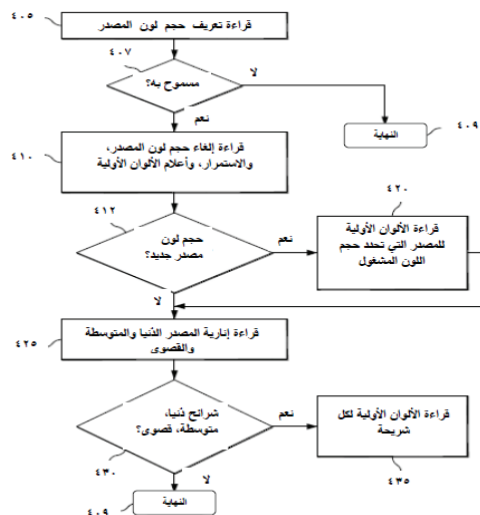 ٤٠٥
قراءة تعريف حجم لون المصدر
٤٠٧
مسموح به؟
لا
نعم
النهاية
٤٠٩
٤١٠
قراءة إلغاء حجم لون المصدر،
والاستمرار، وأعلام الألوان الأولية
٤١٢
حجم لون
مصدر جديد؟
نعم
لا
٤٢٠
قراءة الألوان الأولية
للمصدر التي تحدد حجم
اللون المشغول
٤٢٥
قراءة إنارية المصدر الدنيا والمتوسطة
والقصوى
شرائح دنيا،
متوسطة، قصوى؟
نعم
٤٣٠
لا
قراءة الألوان الأولية لكل
شريحة
٤٣٥
النهاية
٤٠٩